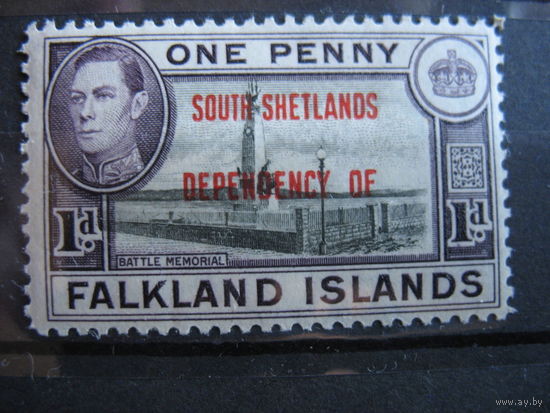 ONE PENNY
SOUTH SHETLANDS
DEPENDENCY OF
1d
1d
BATTLE MEMORIAL
FALKLAND ISLANDS
www.ay.by